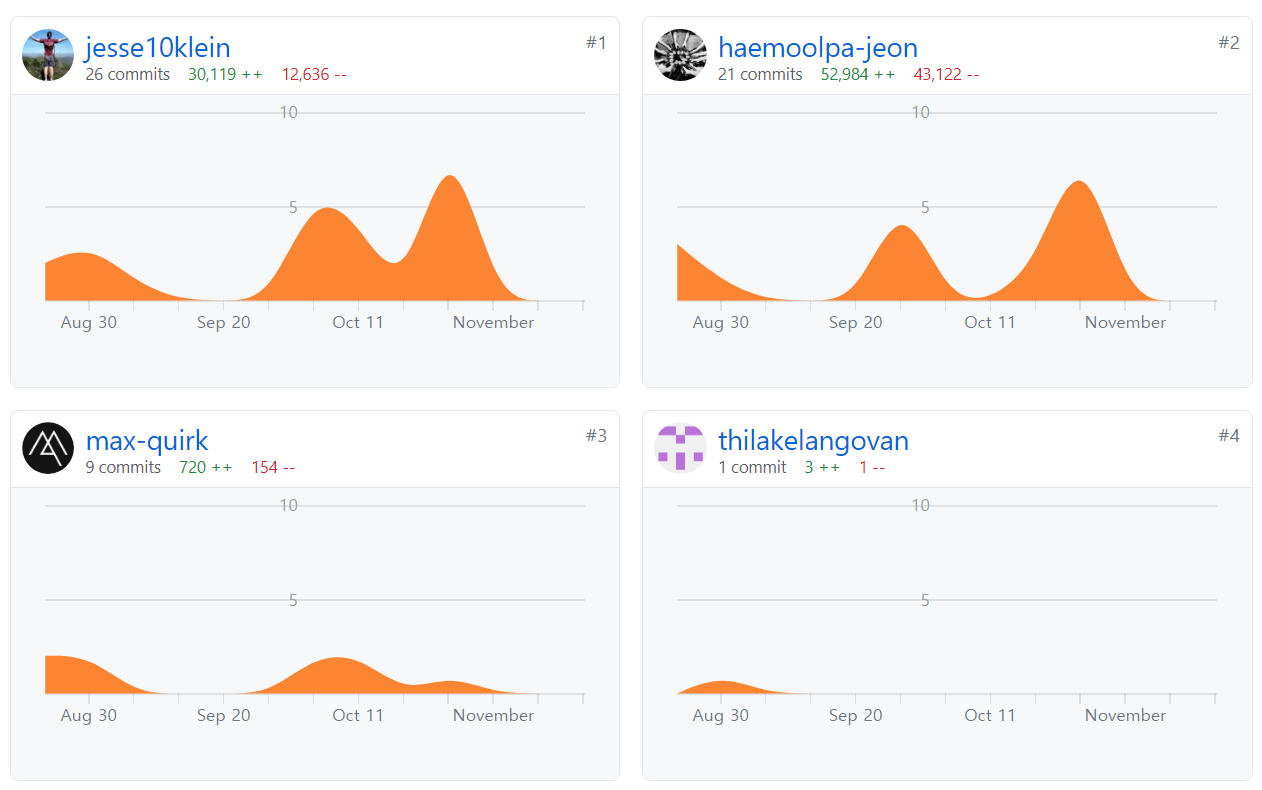 jesse10klein
#1
26 commits 30,119 ++ 12,636 --
10
5
Aug 30 Sep 20 Oct 11 November
haemoolpa-jeon
#2
21 commits 52,984 ++ 43,122 --
10
5
Aug 30 Sep 20 Oct 11 November
max-quirk
#3
9 commits 720 ++ 154 --
10
5
Aug 30 Sep 20 Oct 11 November
thilakelangovan
#4
1 commit 3 ++ 1 --
10
5
Aug 30 Sep 20 Oct 11 November